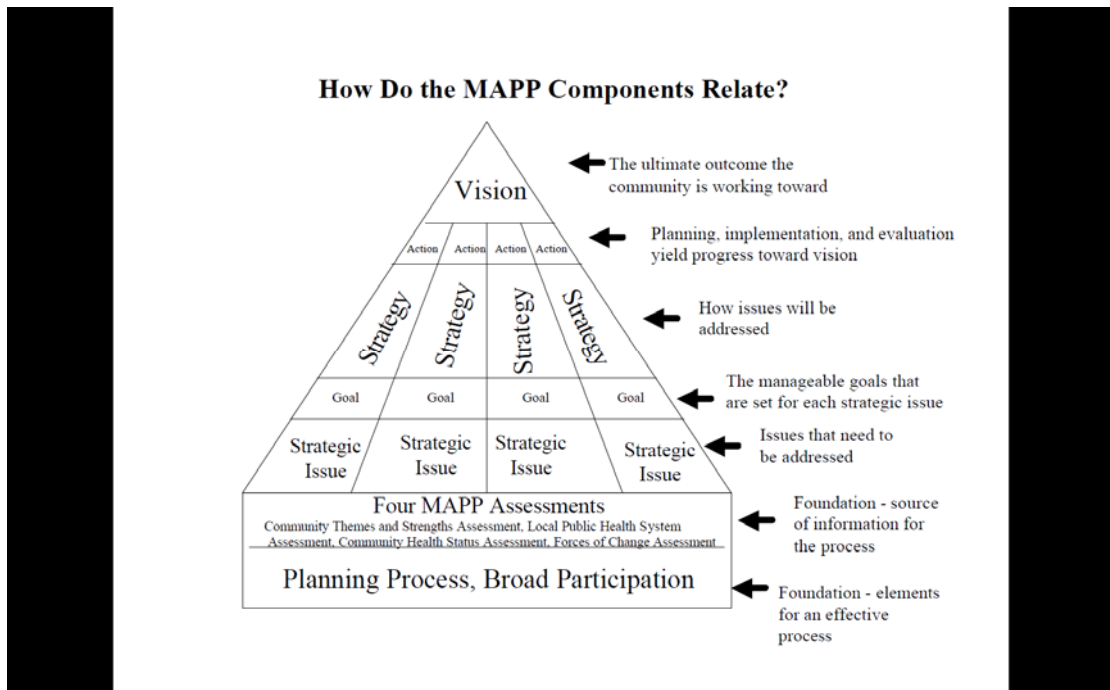 How Do the MAPP Components Relate?
Vision
The ultimate outcome the
community is working toward
Action Action Action Action
Planning, implementation, and evaluation
yield progress toward vision
Strategy Strategy Strategy Strategy
How issues will be
addressed
Goal Goal Goal Goal
The manageable goals that
are set for each strategic issue
Strategic
Issue
Strategic
Issue
Strategic
Issue
Strategic
Issue
Issues that need to
be addressed
Four MAPP Assessments
Community Themes and Strengths Assessment, Local Public Health System
Assessment, Community Health Status Assessment, Forces of Change Assessment
Foundation - source
of information for
the process
Planning Process, Broad Participation
Foundation - elements
for an effective
process